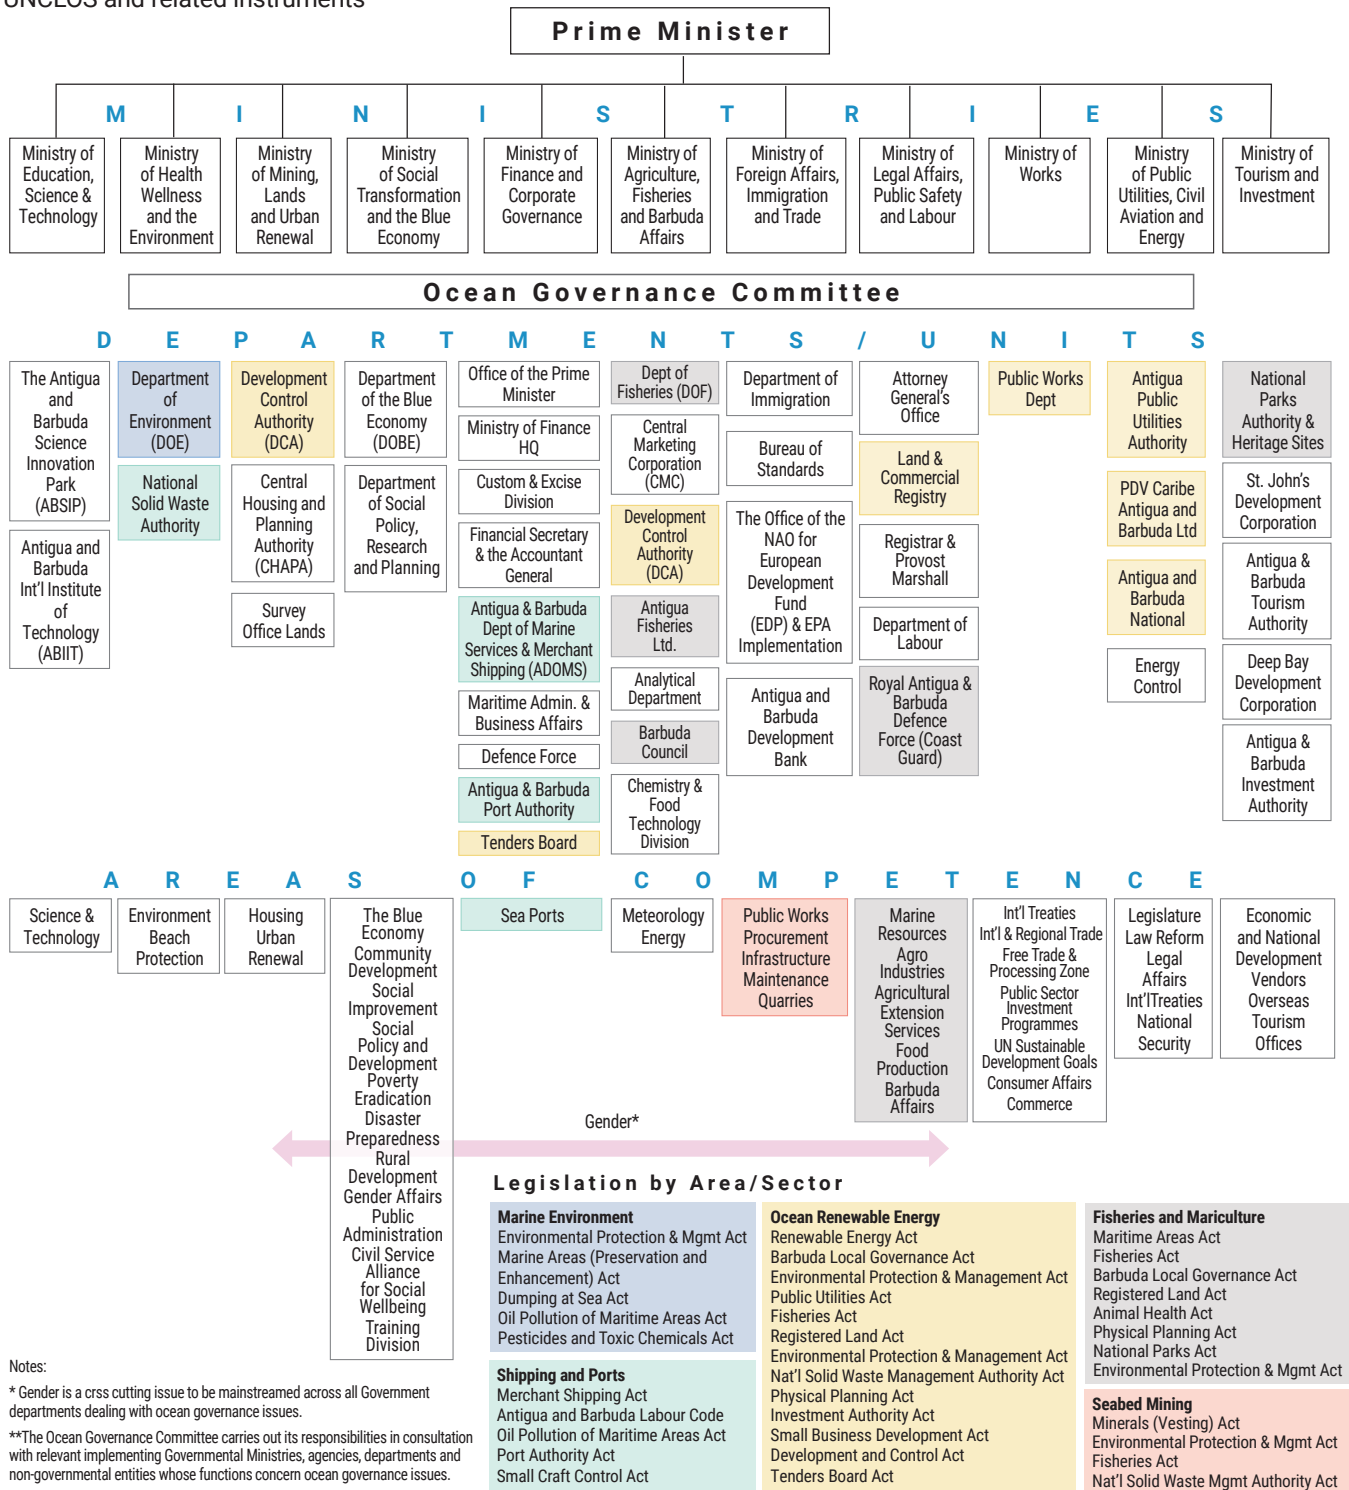 UNCLOS and related instruments
Prime Minister
MINISTRIES
Ministry of
Education,
Science &
Technology
Ministry
of Health
Wellness
and the
Environment
Ministry
of Mining,
Lands
and Urban
Renewal
Ministry
of Social
Transformation
and the Blue
Economy
Ministry of
Finance and
Corporate
Governance
Ministry of
Agriculture,
Fisheries
and Barbuda
Affairs
Ministry of
Foreign Affairs,
Immigration
and Trade
Ministry of
Legal Affairs,
Public Safety
and Labour
Ministry of
Works
Ministry
of Public
Utilities, Civil
Aviation and
Energy
Ministry of
Tourism and
Investment
Ocean Governance Committee
DEPARTMENTS/UNITS
The Antigua
and
Barbuda
Science
Innovation
Park
(ABSIP)
Antigua and
Barbuda
Int'l Institute
of
Technology
(ABIIT)
Department
of
Environment
(DOE)
National
Solid Waste
Authority
Development
Control
Authority
(DCA)
Central
Housing and
Planning
Authority
(CHAPA)
Survey
Office Lands
Department
of the Blue
Economy
(DOBE)
Department
of Social
Policy,
Research
and Planning
Office of the Prime
Minister
Ministry of Finance
HQ
Custom & Excise
Division
Financial Secretary
& the Accountant
General
Antigua & Barbuda
Dept of Marine
Services & Merchant
Shipping (ADOMS)
Maritime Admin. &
Business Affairs
Defence Force
Antigua & Barbuda
Port Authority
Tenders Board
Dept of
Fisheries (DOF)
Central
Marketing
Corporation
(CMC)
Development
Control
Authority
(DCA)
Antigua
Fisheries
Ltd.
Analytical
Department
Barbuda
Council
Chemistry &
Food
Technology
Division
Department of
Immigration
Bureau of
Standards
The Office of the
NAO for
European
Development
Fund
(EDP) & EPA
Implementation
Antigua and
Barbuda
Development
Bank
Attorney
General's
Office
Land &
Commercial
Registry
Registrar &
Provost
Marshall
Department of
Labour
Royal Antigua &
Barbuda
Defence
Force (Coast
Guard)
Public Works
Dept
Antigua
Public
Utilities
Authority
PDV Caribe
Antigua and
Barbuda Ltd
Antigua and
Barbuda
National
Energy
Control
National
Parks
Authority &
Heritage Sites
St. John's
Development
Corporation
Antigua &
Barbuda
Tourism
Authority
Deep Bay
Development
Corporation
Antigua &
Barbuda
Investment
Authority
AREAS OF COMPETENCE
Science &
Technology
Environment
Beach
Protection
Housing
Urban
Renewal
The Blue
Economy
Community
Development
Social
Improvement
Social
Policy and
Development
Poverty
Eradication
Disaster
Preparedness
Rural
Development
Gender Affairs
Public
Administration
Civil Service
Alliance
for Social
Wellbeing
Training
Division
Sea Ports
Meteorology
Energy
Public Works
Procurement
Infrastructure
Maintenance
Quarries
Marine
Resources
Agro
Industries
Agricultural
Extension
Services
Food
Production
Barbuda
Affairs
Int'l Treaties
Int'l & Regional Trade
Free Trade &
Processing Zone
Public Sector
Investment
Programmes
UN Sustainable
Development Goals
Consumer Affairs
Commerce
Legislature
Law Reform
Legal
Affairs
Int'lTreaties
National
Security
Economic
and National
Development
Vendors
Overseas
Tourism
Offices
Gender*
Legislation by Area/Sector
Marine Environment
Environmental Protection & Mgmt Act
Marine Areas (Preservation and
Enhancement) Act
Dumping at Sea Act
Oil Pollution of Maritime Areas Act
Pesticides and Toxic Chemicals Act
Shipping and Ports
Merchant Shipping Act
Antigua and Barbuda Labour Code
Oil Pollution of Maritime Areas Act
Port Authority Act
Small Craft Control Act
Ocean Renewable Energy
Renewable Energy Act
Barbuda Local Governance Act
Environmental Protection & Management Act
Public Utilities Act
Fisheries Act
Registered Land Act
Environmental Protection & Management Act
Nat'l Solid Waste Management Authority Act
Physical Planning Act
Investment Authority Act
Small Business Development Act
Development and Control Act
Tenders Board Act
Fisheries and Mariculture
Maritime Areas Act
Fisheries Act
Barbuda Local Governance Act
Registered Land Act
Animal Health Act
Physical Planning Act
National Parks Act
Environmental Protection & Mgmt Act
Seabed Mining
Minerals (Vesting) Act
Environmental Protection & Mgmt Act
Fisheries Act
Nat'l Solid Waste Mgmt Authority Act
Notes:
* Gender is a crss cutting issue to be mainstreamed across all Government
departments dealing with ocean governance issues.
**The Ocean Governance Committee carries out its responsibilities in consultation
with relevant implementing Governmental Ministries, agencies, departments and
non-governmental entities whose functions concern ocean governance issues.